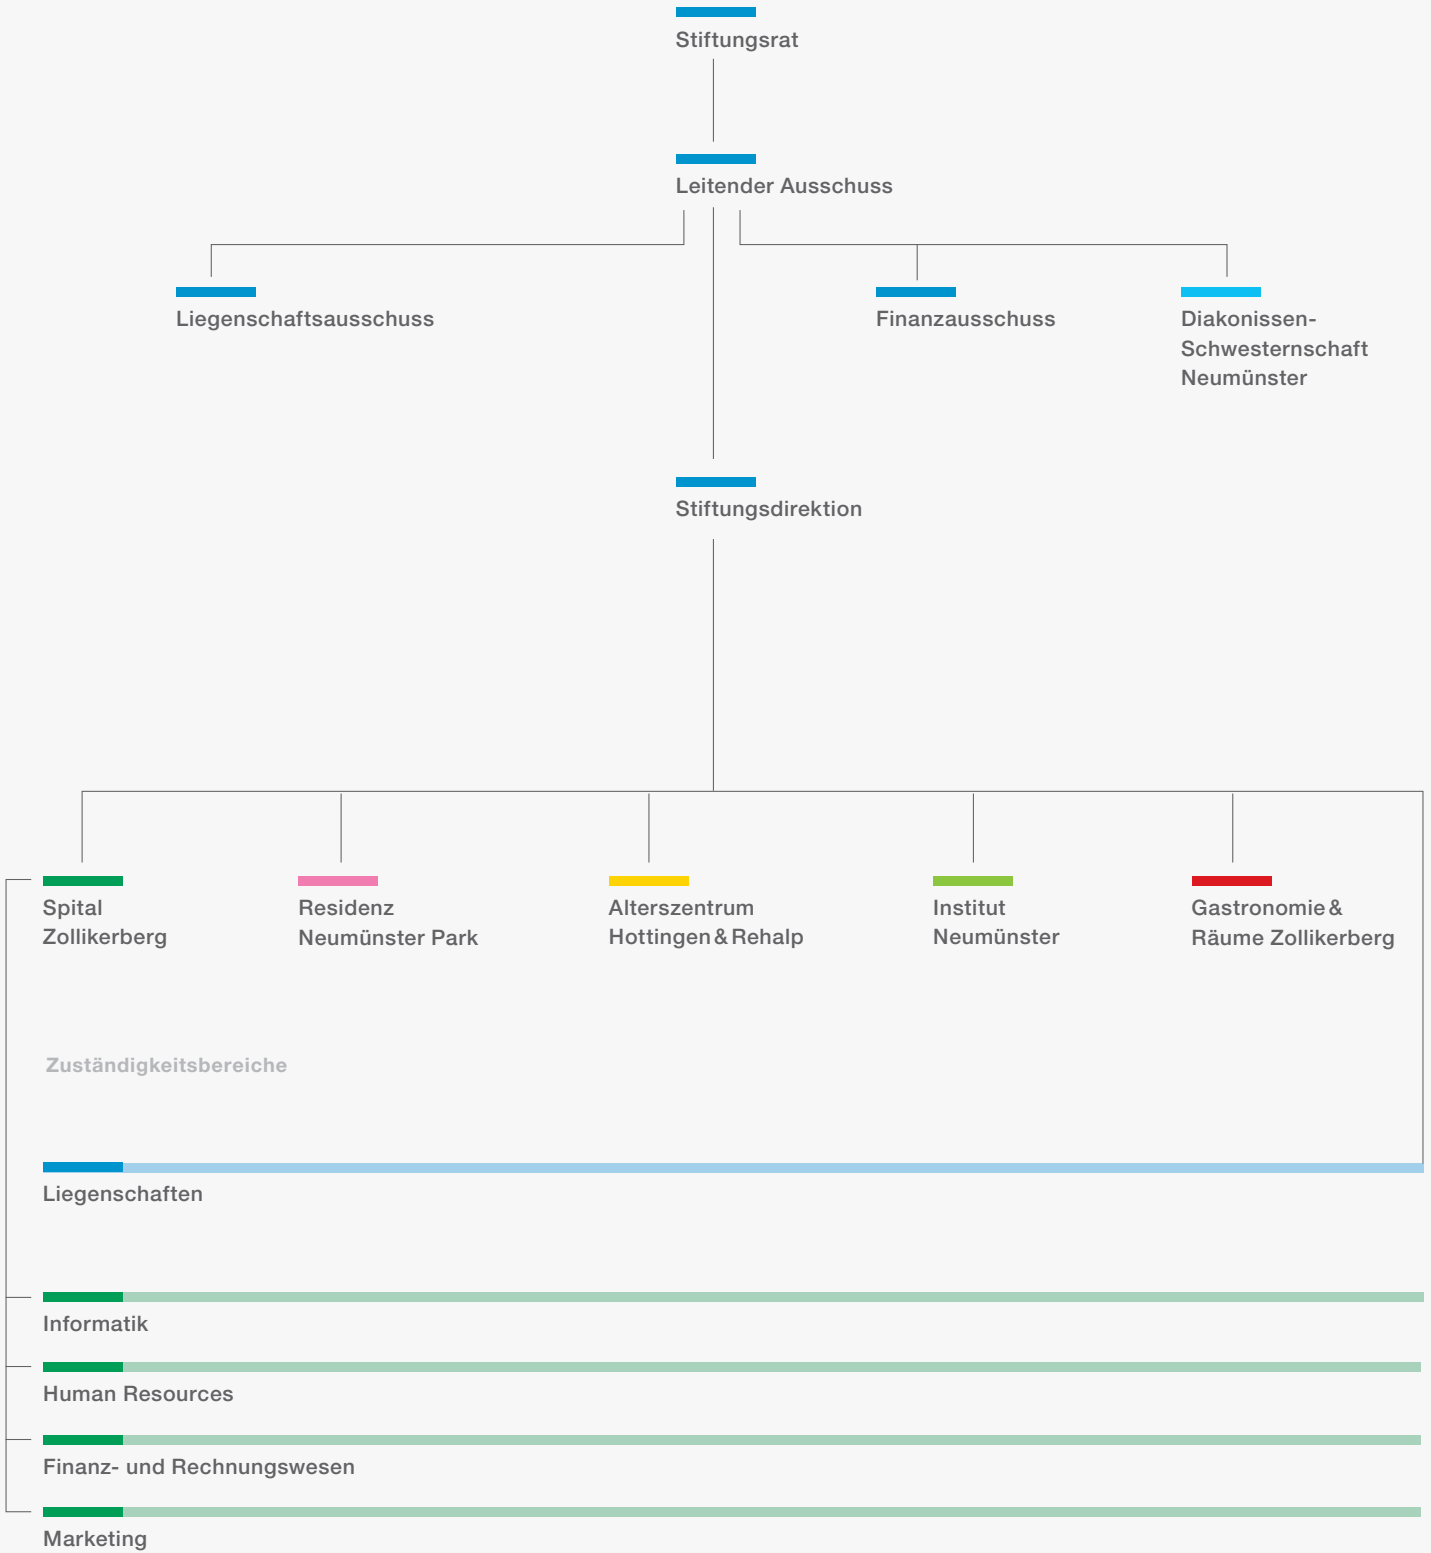 Stiftungsrat
Leitender Ausschuss
Liegenschaftsausschuss
Finanzausschuss
Diakonissen-
Schwesternschaft
Neumünster
Stiftungsdirektion
Spital
Zollikerberg
Residenz
Neumünster Park
Alterszentrum
Hottingen & Rehalp
Institut
Neumünster
Gastronomie &
Räume Zollikerberg
Zuständigkeitsbereiche
Liegenschaften
Informatik
Human Resources
Finanz- und Rechnungswesen
Marketing